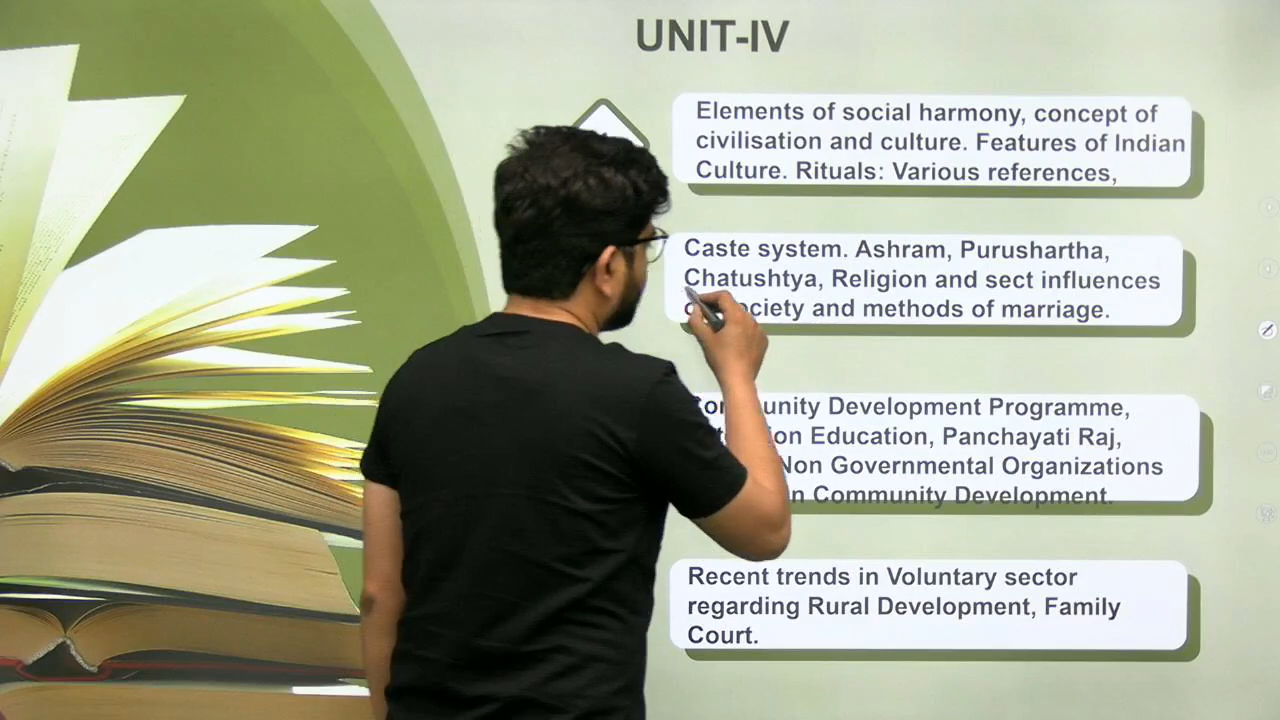 UNIT-IV
Elements of social harmony, concept of
civilisation and culture. Features of Indian
Culture. Rituals: Various references,
Caste system. Ashram, Purushartha,
Chatushtya, Religion and sect influences
society and methods of marriage.
Community Development Programme,
Education, Panchayati Raj,
Non Governmental Organizations
Community Development.
Recent trends in Voluntary sector
regarding Rural Development, Family
Court.